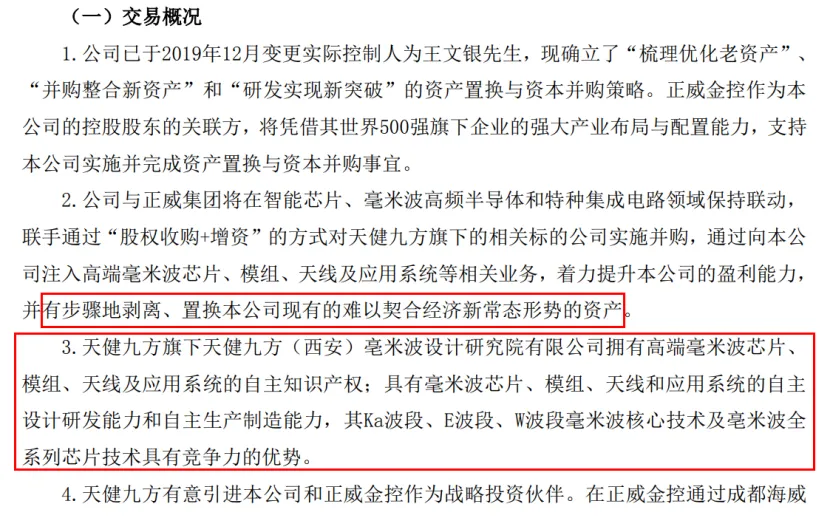 （一）交易概况
1.公司已于2019年12月变更实际控制人为王文银先生，现确立了“梳理优化老资产”、
“并购整合新资产”和“研发实现新突破”的资产置换与资本并购策略。正威金控作为本
公司的控股股东的关联方，将凭借其世界500强旗下企业的强大产业布局与配置能力，支持
本公司实施并完成资产置换与资本并购事宜。
2.公司与正威集团将在智能芯片、毫米波高频半导体和特种集成电路领域保持联动，
联手通过“股权收购+增资”的方式对天健九方旗下的相关标的公司实施并购，通过向本公
司注入高端毫米波芯片、模组、天线及应用系统等相关业务，着力提升本公司的盈利能力，
并有步骤地剥离、置换本公司现有的难以契合经济新常态形势的资产。
3.天健九方旗下天健九方（西安）毫米波设计研究院有限公司拥有高端毫米波芯片、
模组、天线及应用系统的自主知识产权；具有毫米波芯片、模组、天线和应用系统的自主
设计研发能力和自主生产制造能力，其Ka波段、E波段、W波段毫米波核心技术及毫米波全
系列芯片技术具有竞争力的优势。
4.天健九方有意引进本公司和正威金控作为战略投资伙伴。在正威金控通过成都海威